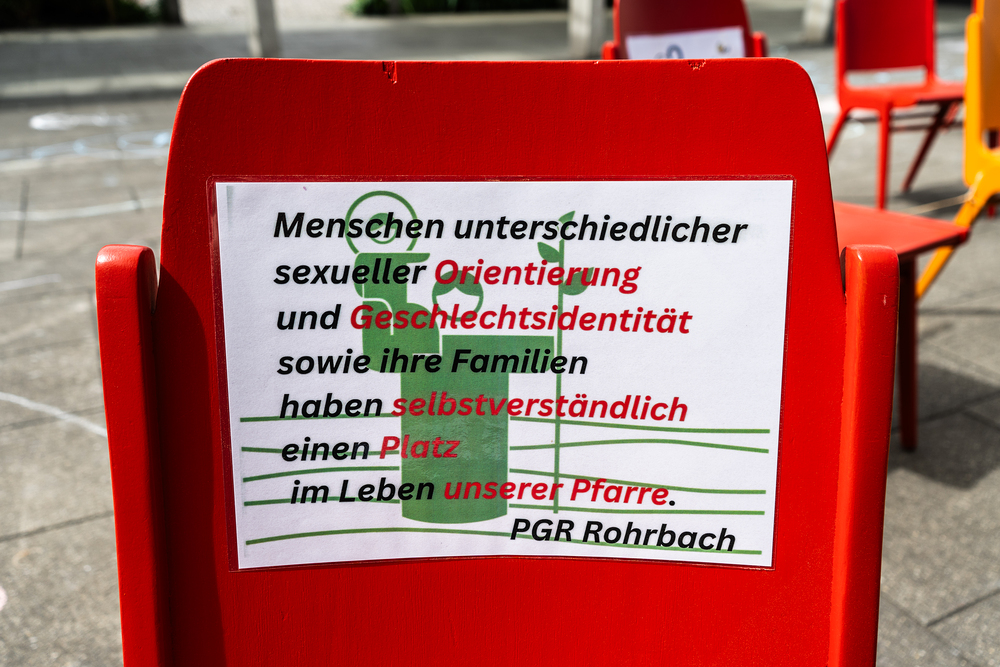 Menschen unterschiedlicher
sexueller Orientierung
und Geschlechtsidentität
sowie ihre Familien
haben selbstverständlich
einen Platz
im Leben unserer Pfarre.
PGR Rohrbach